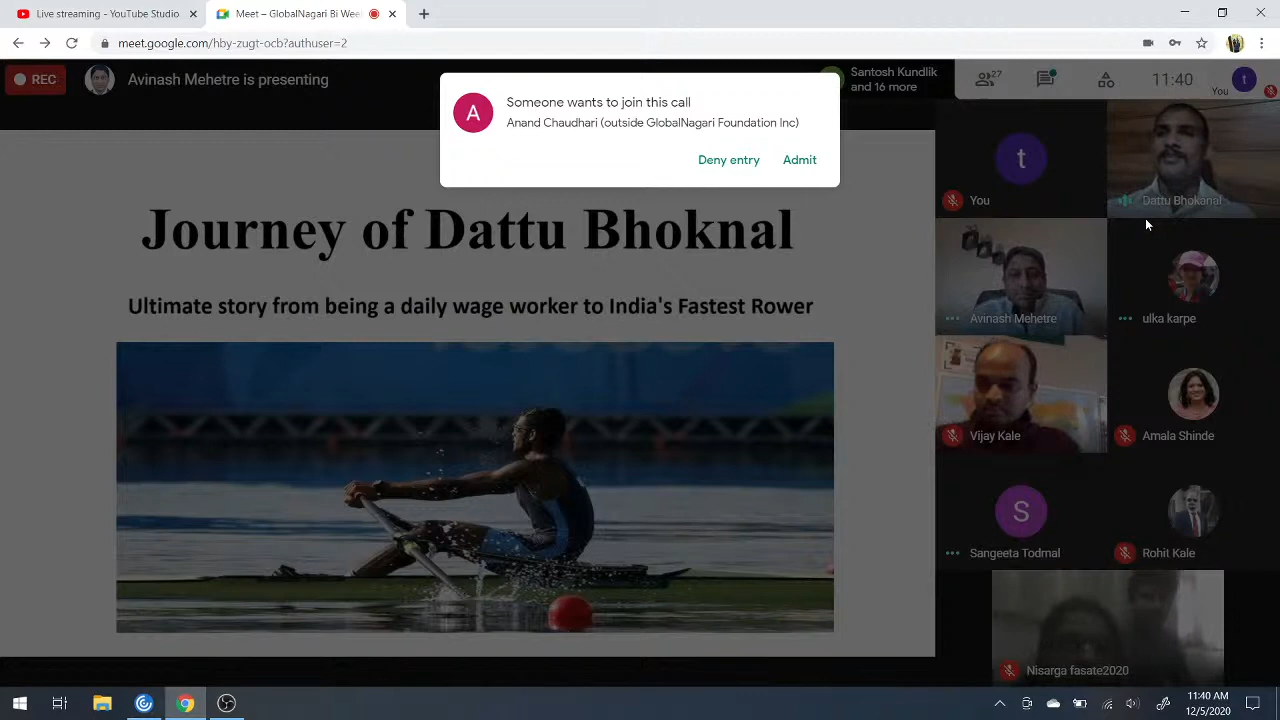 Live streaming - YouTube Studio
Meet – GlobalNagari Bi Wee
meet.google.com/hby-zugt-ocb?authuser=2
REC
Avinash Mehetre is presenting
Santosh Kundlik
and 16 more
27
11:40
You
t
A
Someone wants to join this call
Anand Chaudhari (outside GlobalNagari Foundation Inc)
Deny entry
Admit
Journey of Dattu Bhoknal
Ultimate story from being a daily wage worker to India's Fastest Rower
t
You
Dattu Bhokanal
Avinash Mehetre
ulka karpe
Vijay Kale
Amala Shinde
S
Sangeeta Todmal
Rohit Kale
Nisarga fasate2020
11:40 AM
12/5/2020